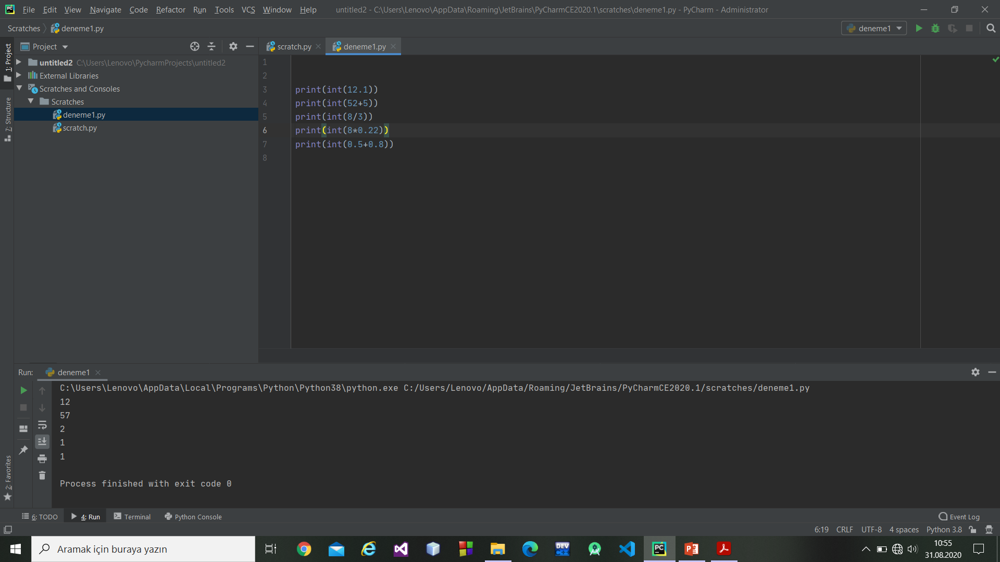 File Edit View Navigate Code Refactor Run Tools VCS Window Help untitled2 - C:\Users\Lenovo\AppData\Roaming\JetBrains\PyCharmCE2020.1\scratches\deneme1.py - PyCharm - Administrator
Scratches deneme1.py deneme1
1: Project
Project scratch.py deneme1.py
untitled2 C:\Users\Lenovo\PycharmProjects\untitled2
External Libraries
Scratches and Consoles
Scratches
deneme1.py
scratch.py
7: Structure
1
2
3 print(int(12.1))
4 print(int(52+5))
5 print(int(8/3))
6 print(int(8*0.22))
7 print(int(0.5+0.8))
8
Run: deneme1
C:\Users\Lenovo\AppData\Local\Programs\Python\Python38\python.exe C:/Users/Lenovo/AppData/Roaming/JetBrains/PyCharmCE2020.1/scratches/deneme1.py
12
57
2
1
1
Process finished with exit code 0
2: Favorites
6: TODO 4: Run Terminal Python Console Event Log
6:19 CRLF UTF-8 4 spaces Python 3.8
Aramak için buraya yazın
DEV C++
PC
10:55
31.08.2020